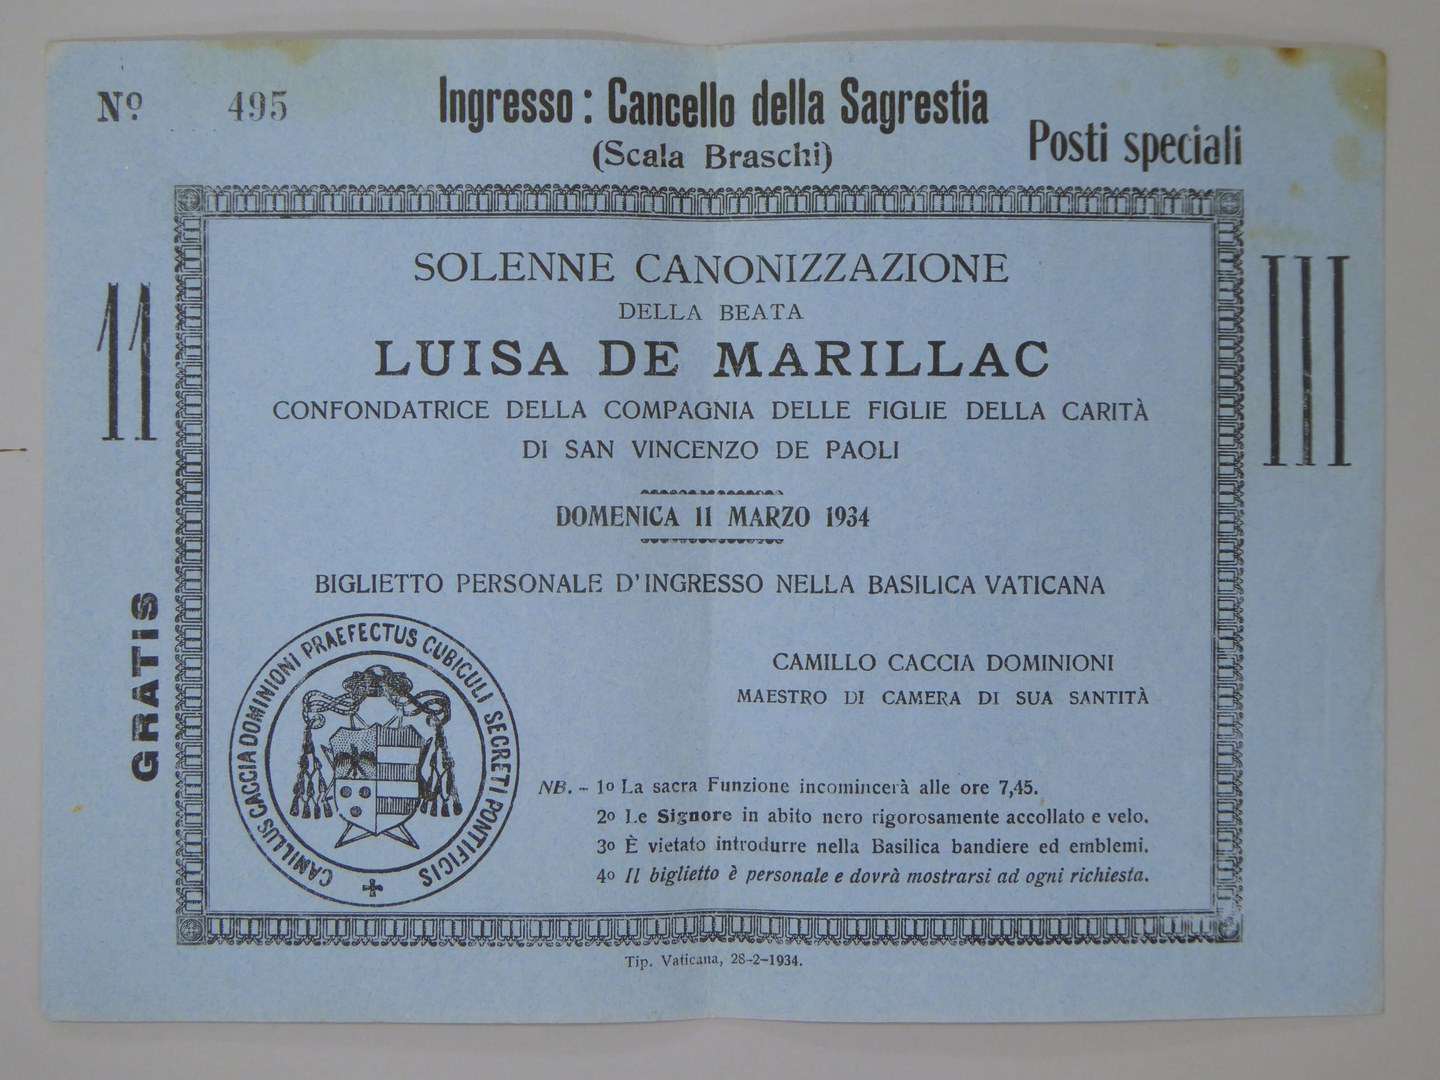 Nº 495
Ingresso: Cancello della Sagrestia
(Scala Braschi)
Posti speciali
11
III
GRATIS
SOLENNE CANONIZZAZIONE
DELLA BEATA
LUISA DE MARILLAC
CONFONDATRICE DELLA COMPAGNIA DELLE FIGLIE DELLA CARITÀ
DI SAN VINCENZO DE PAOLI
DOMENICA 11 MARZO 1934
BIGLIETTO PERSONALE D'INGRESSO NELLA BASILICA VATICANA
CAMILLUS CACCIA DOMINIONI PRAEFECTUS CUBICULI SECRETI PONTIFICIS
CAMILLO CACCIA DOMINIONI
MAESTRO DI CAMERA DI SUA SANTITÀ
NB. - 1º La sacra Funzione incomincerà alle ore 7,45.
2º Le Signore in abito nero rigorosamente accollato e velo.
3º È vietato introdurre nella Basilica bandiere ed emblemi.
4º Il biglietto è personale e dovrà mostrarsi ad ogni richiesta.
Tip. Vaticana, 28-2-1934.